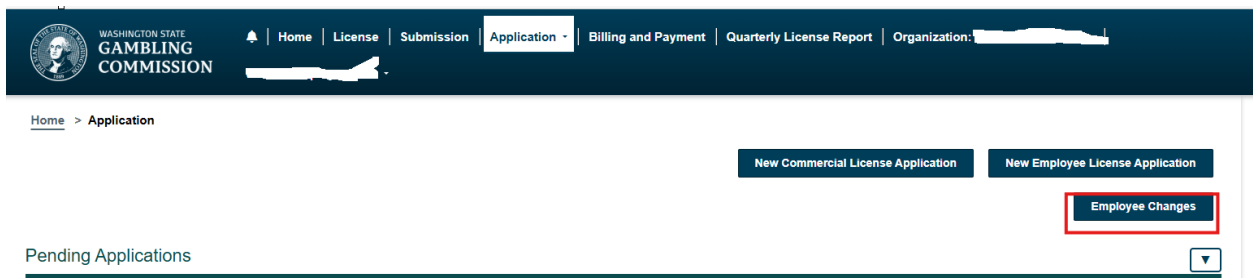 WASHINGTON STATE
GAMBLING
COMMISSION
Home | License | Submission | Application | Billing and Payment | Quarterly License Report | Organization:
Home > Application
New Commercial License Application
New Employee License Application
Employee Changes
Pending Applications